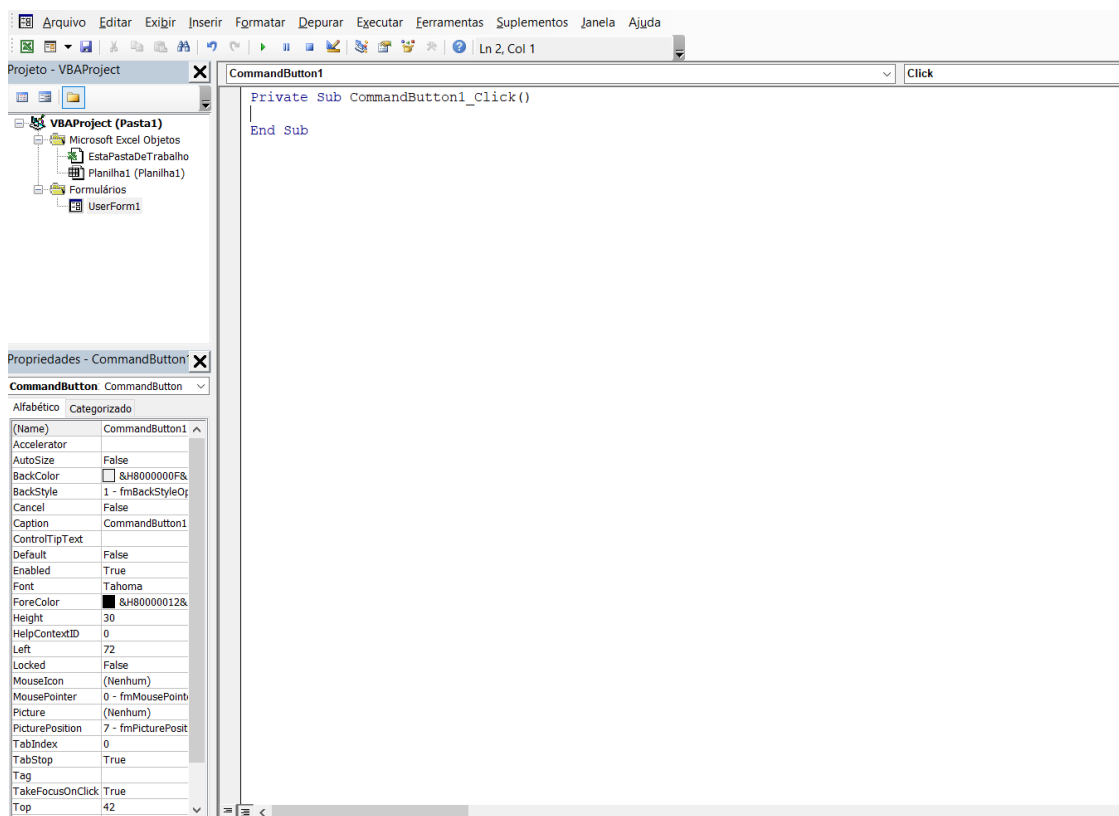 Arquivo Editar Exibir Inserir Formatar Depurar Executar Ferramentas Suplementos Janela Ajuda
Ln 2, Col 1
Projeto - VBAProject
VBAProject (Pasta1)
Microsoft Excel Objetos
EstaPastaDeTrabalho
Planilha1 (Planilha1)
Formulários
UserForm1
Propriedades - CommandButton1
CommandButton CommandButton
Alfabético Categorizado
(Name) CommandButton1
Accelerator
AutoSize False
BackColor &H8000000F&
BackStyle 1 - fmBackStyleOp
Cancel False
Caption CommandButton1
ControlTipText
Default False
Enabled True
Font Tahoma
ForeColor &H80000012&
Height 30
HelpContextID 0
Left 72
Locked False
MouseIcon (Nenhum)
MousePointer 0 - fmMousePoint
Picture (Nenhum)
PicturePosition 7 - fmPicturePosit
TabIndex 0
TabStop True
Tag
TakeFocusOnClick True
Top 42
CommandButton1 Click
Private Sub CommandButton1_Click()
End Sub